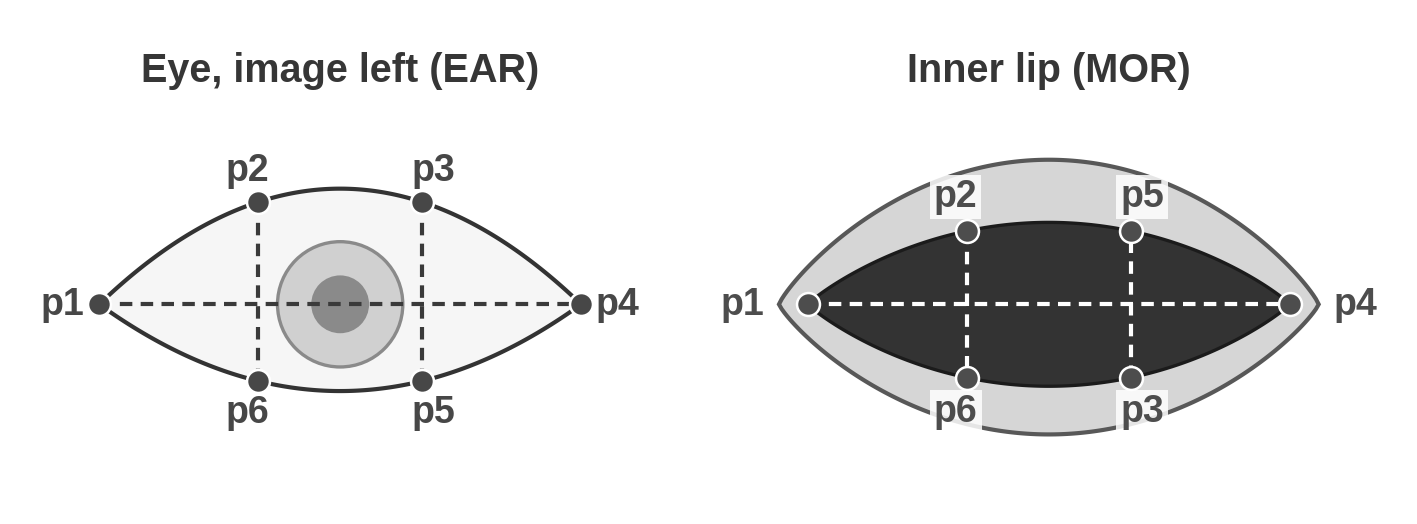 Eye, image left (EAR)
p2 p3
p1 p4
p6 p5
Inner lip (MOR)
p2 p5
p1 p4
p6 p3